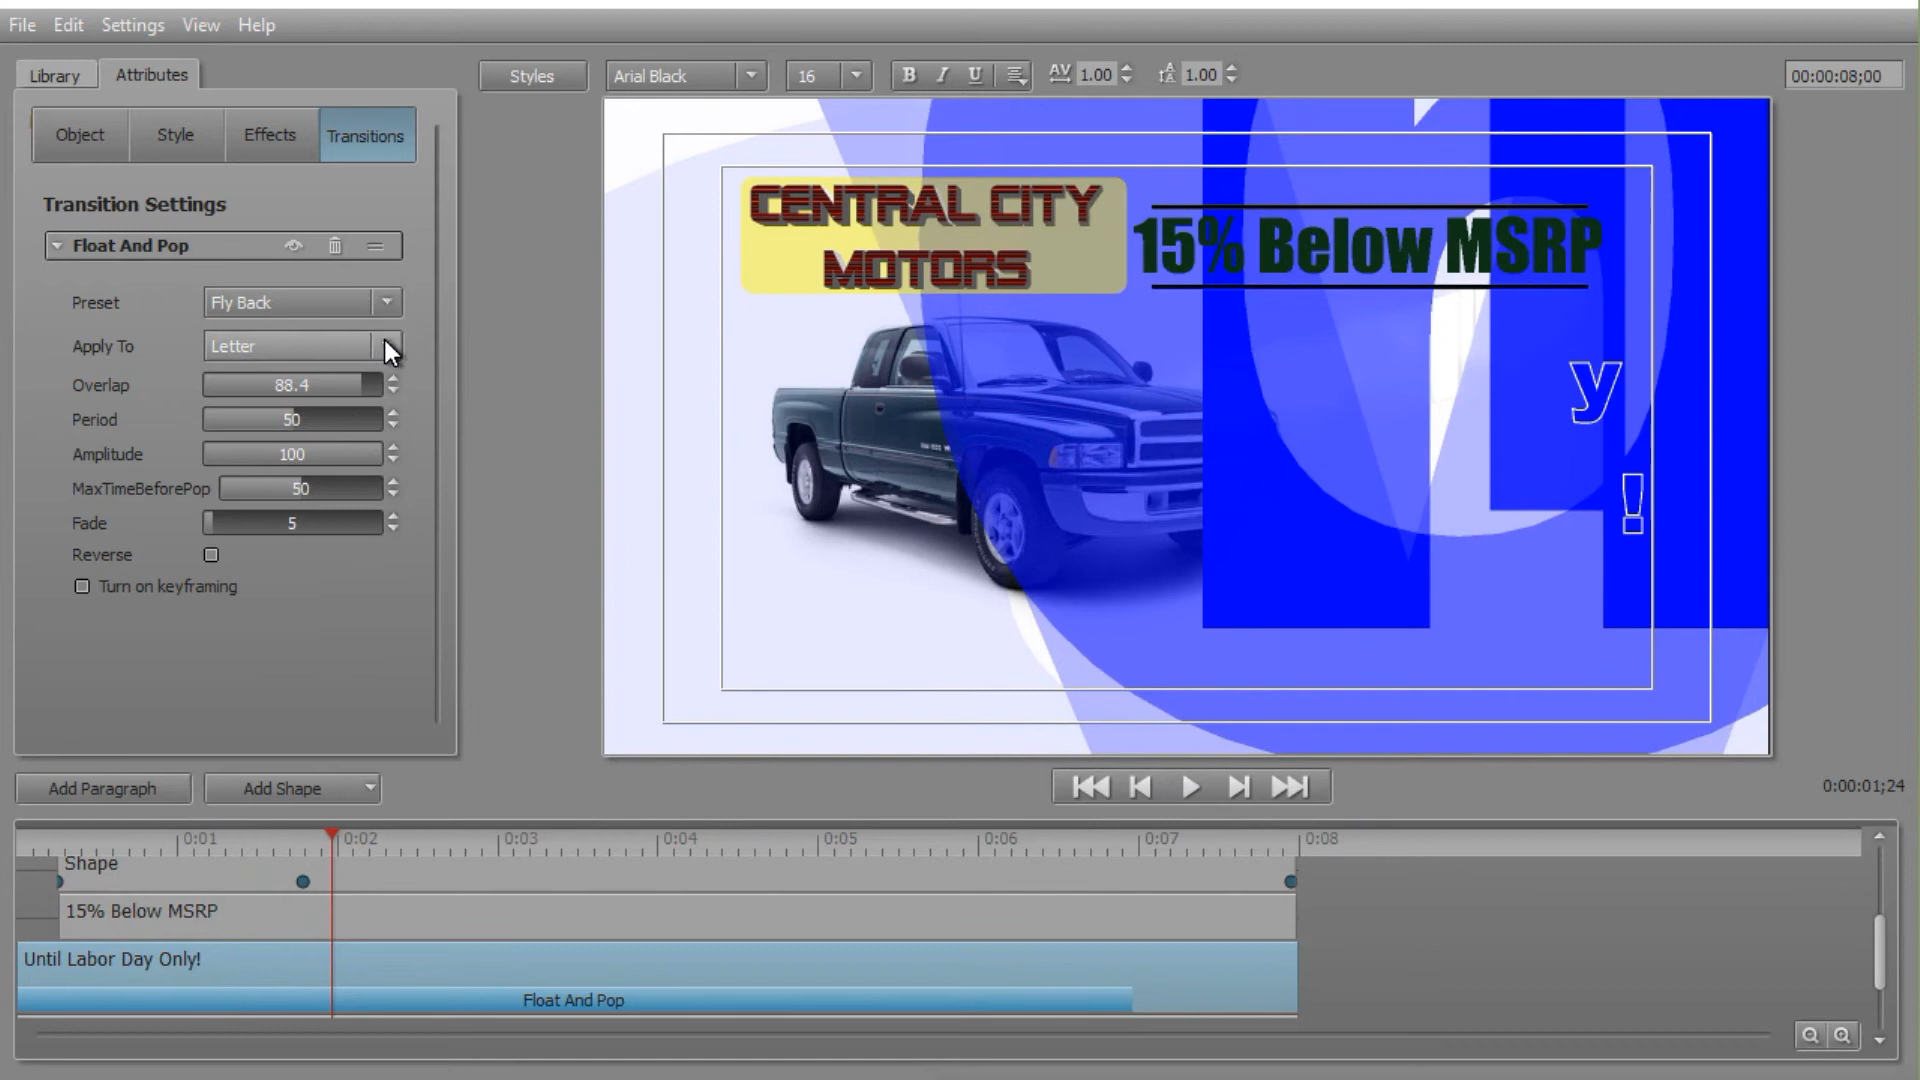 File Edit Settings View Help
Library Attributes
Styles Arial Black 16 B I U AV 1.00 A 1.00 00:00:08;00
Object Style Effects Transitions
Transition Settings
Float And Pop
Preset Fly Back
Apply To Letter
Overlap 88.4
Period 50
Amplitude 100
MaxTimeBeforePop 50
Fade 5
Reverse
Turn on keyframing
CENTRAL CITY
MOTORS
15% Below MSRP
y
!
Add Paragraph Add Shape 0:00:01;24
0:01 0:02 0:03 0:04 0:05 0:06 0:07 0:08
Shape
15% Below MSRP
Until Labor Day Only!
Float And Pop